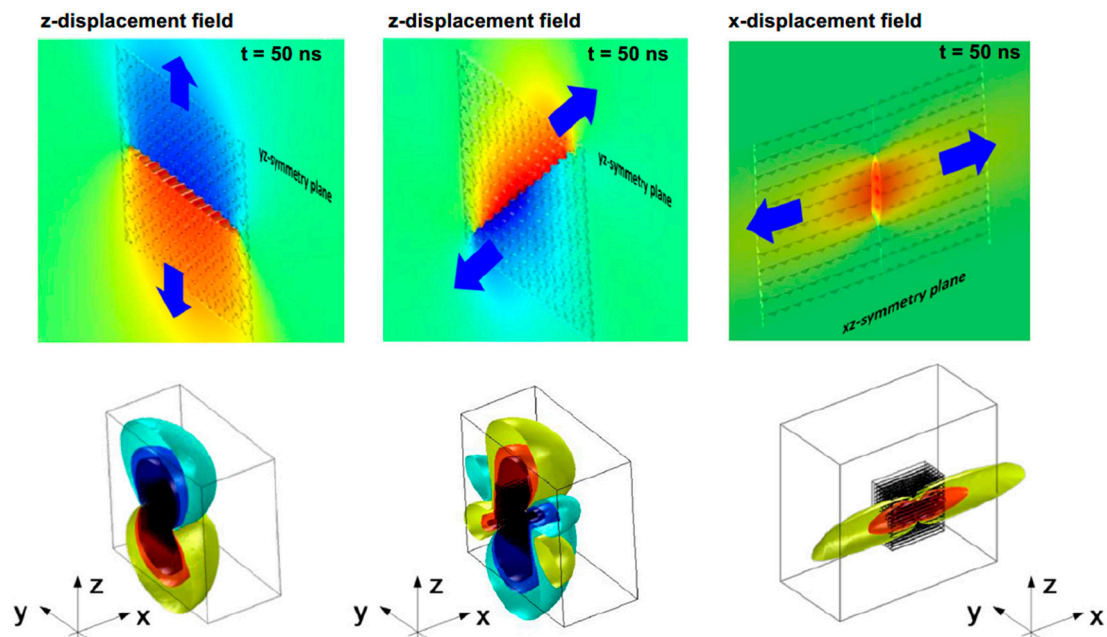 z-displacement field
z-displacement field
x-displacement field
t = 50 ns
t = 50 ns
t = 50 ns
yz-symmetry plane
yz-symmetry plane
xz-symmetry plane
z
y
x
z
y
x
z
y
x